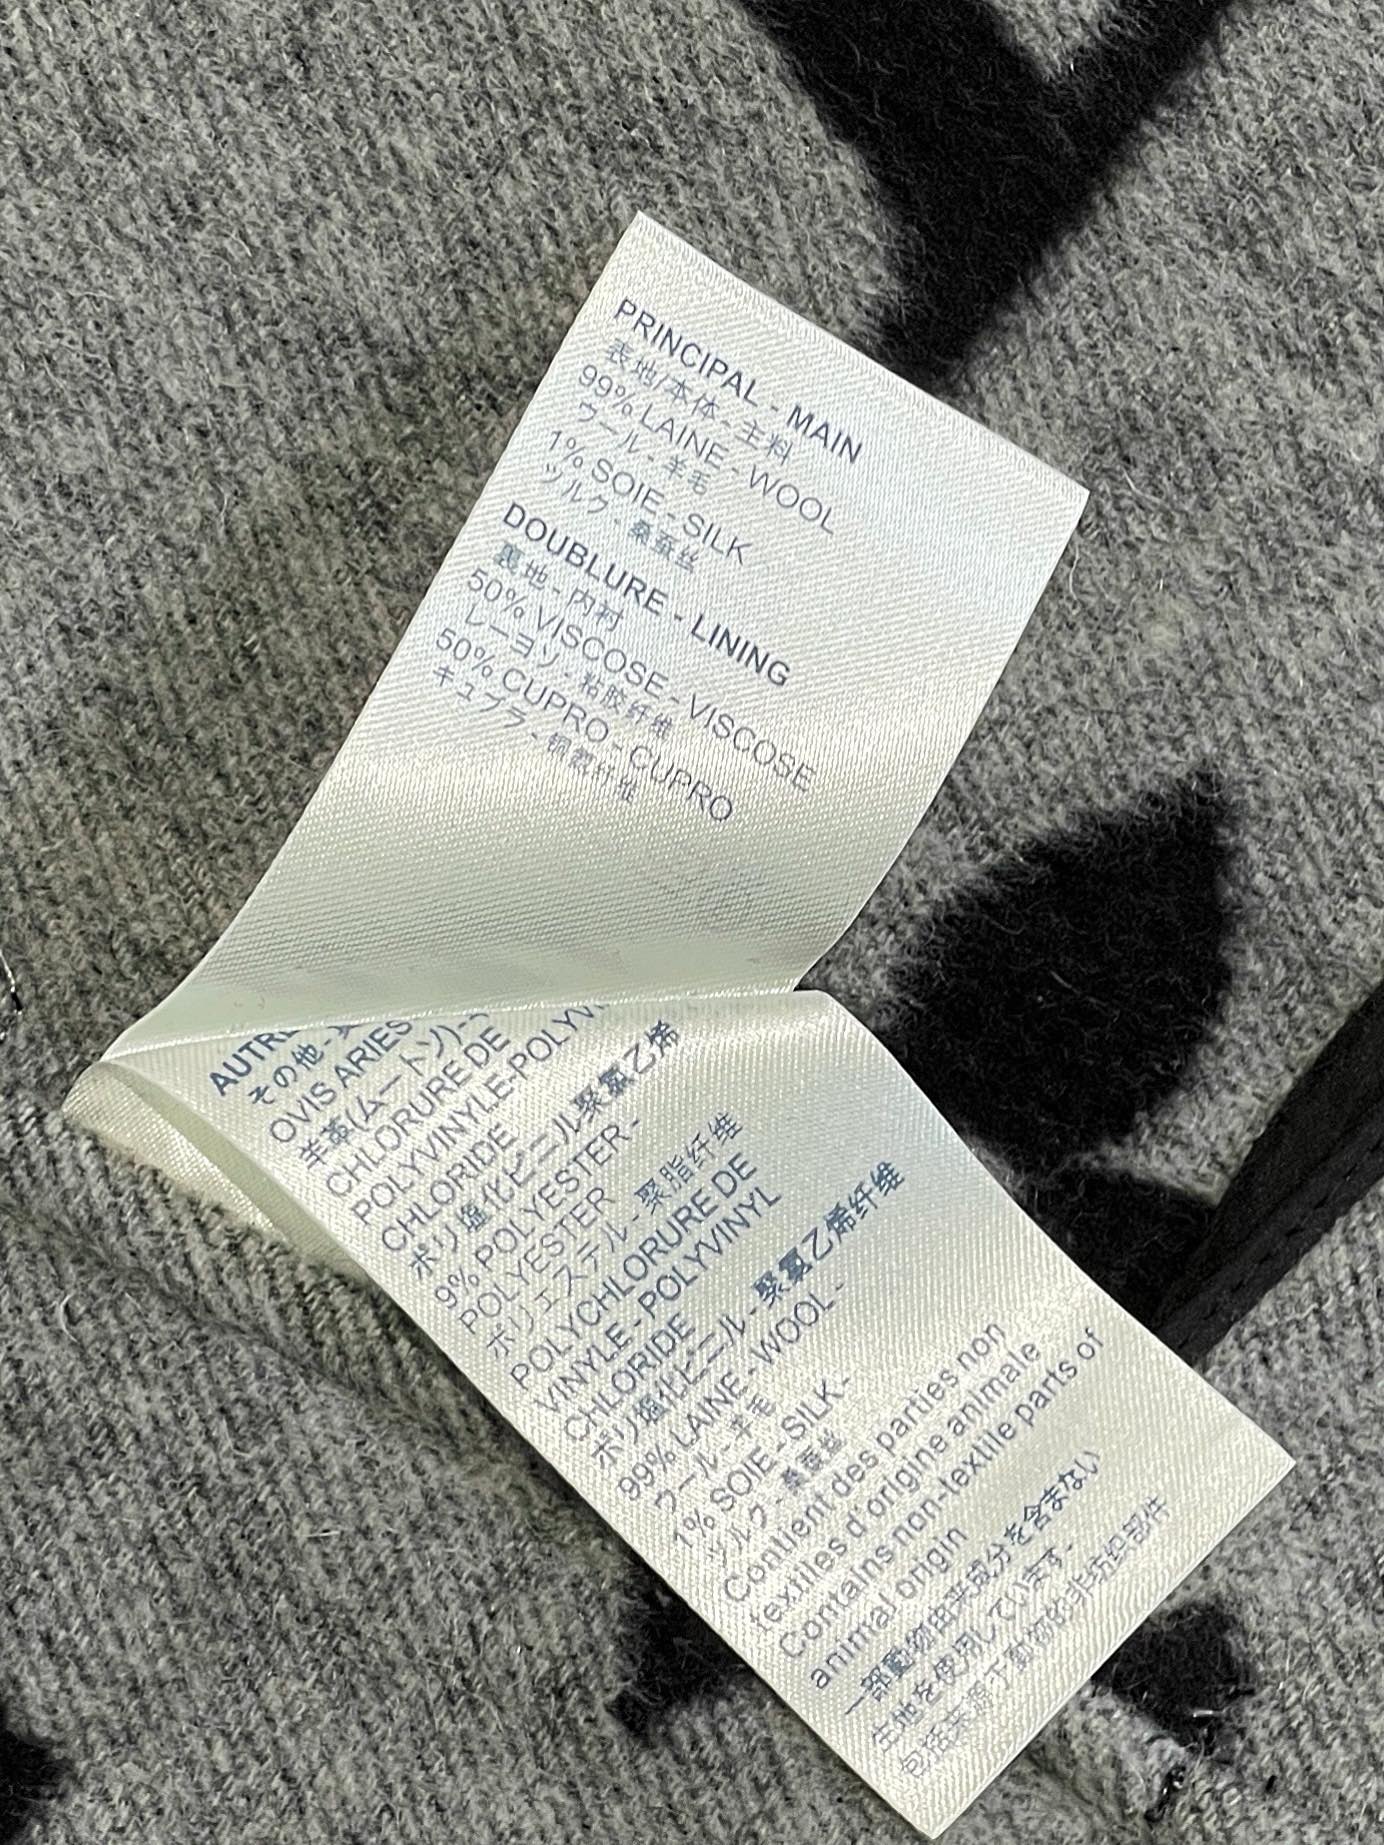 PRINCIPAL - MAIN
表地/本体 - 主料
99% LAINE - WOOL
ウール - 羊毛
1% SOIE - SILK
シルク - 桑蚕丝
DOUBLURE - LINING
裏地 - 内衬
50% VISCOSE - VISCOSE
レーヨン - 粘胶纤维
50% CUPRO - CUPRO
キュプラ - 铜氨纤维
その他 -
OVIS ARIES
羊革(ムートン)-
CHLORURE DE
POLYVINYLE-
CHLORIDE
ポリ塩化ビニル聚氯乙烯
9% POLYESTER -
POLYESTER
ポリエステル - 聚脂纤维
POLYCHLORURE DE
VINYLE - POLYVINYL
CHLORIDE
ポリ塩化ビニル - 聚氯乙烯纤维
99% LAINE - WOOL -
ウール - 羊毛
1% SOIE - SILK -
シルク - 桑蚕丝
Contient des parties non
textiles d'origine animale
Contains non-textile parts of
animal origin
一部動物由来成分を含まない
生地を使用しています -
包括来源于动物的非纺织部件